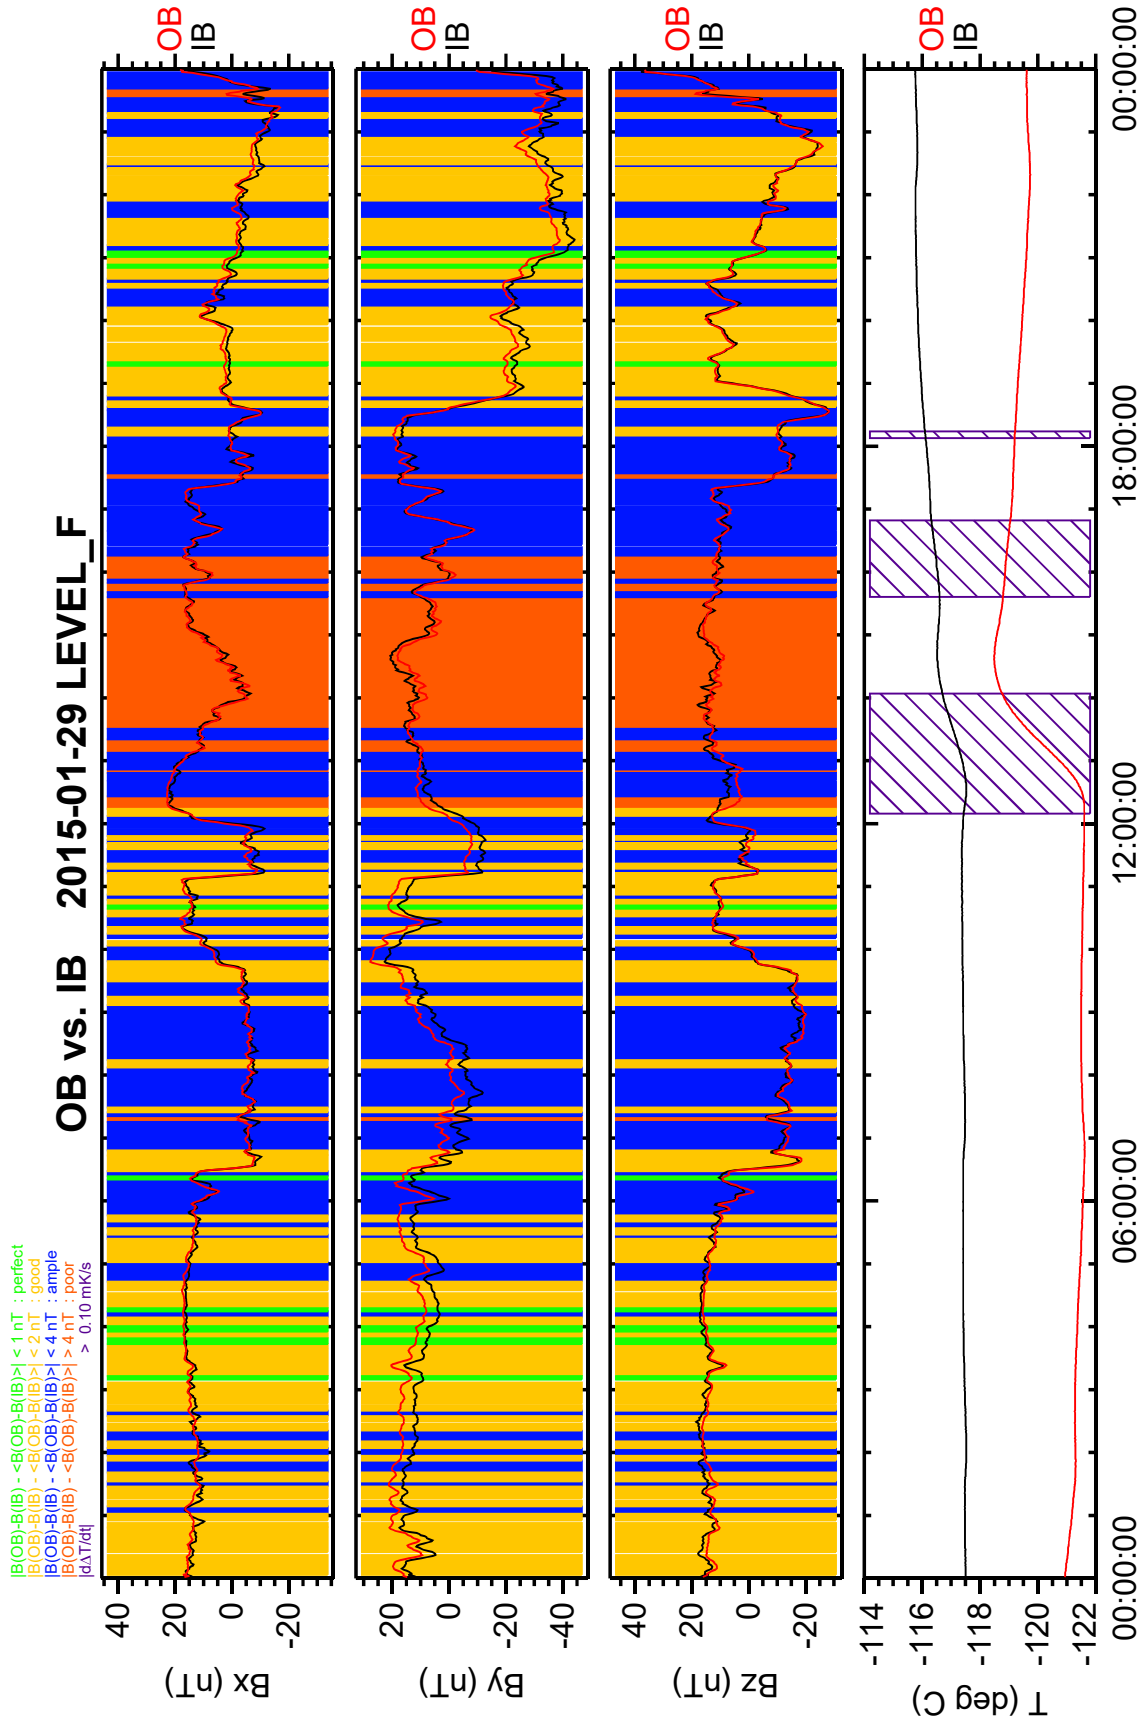 OB vs. IB 2015-01-29 LEVEL_F
|B(OB)-B(IB) - <B(OB)-B(IB)>| < 1 nT : perfect
|B(OB)-B(IB) - <B(OB)-B(IB)>| < 2 nT : good
|B(OB)-B(IB) - <B(OB)-B(IB)>| < 4 nT : ample
|B(OB)-B(IB) - <B(OB)-B(IB)>| > 4 nT : poor
|dΔT/dt| > 0.10 mK/s
Bx (nT)
40
20
0
-20
OB
IB
By (nT)
20
0
-20
-40
OB
IB
Bz (nT)
40
20
0
-20
OB
IB
T (deg C)
-114
-116
-118
-120
-122
OB
IB
00:00:00
06:00:00
12:00:00
18:00:00
00:00:00